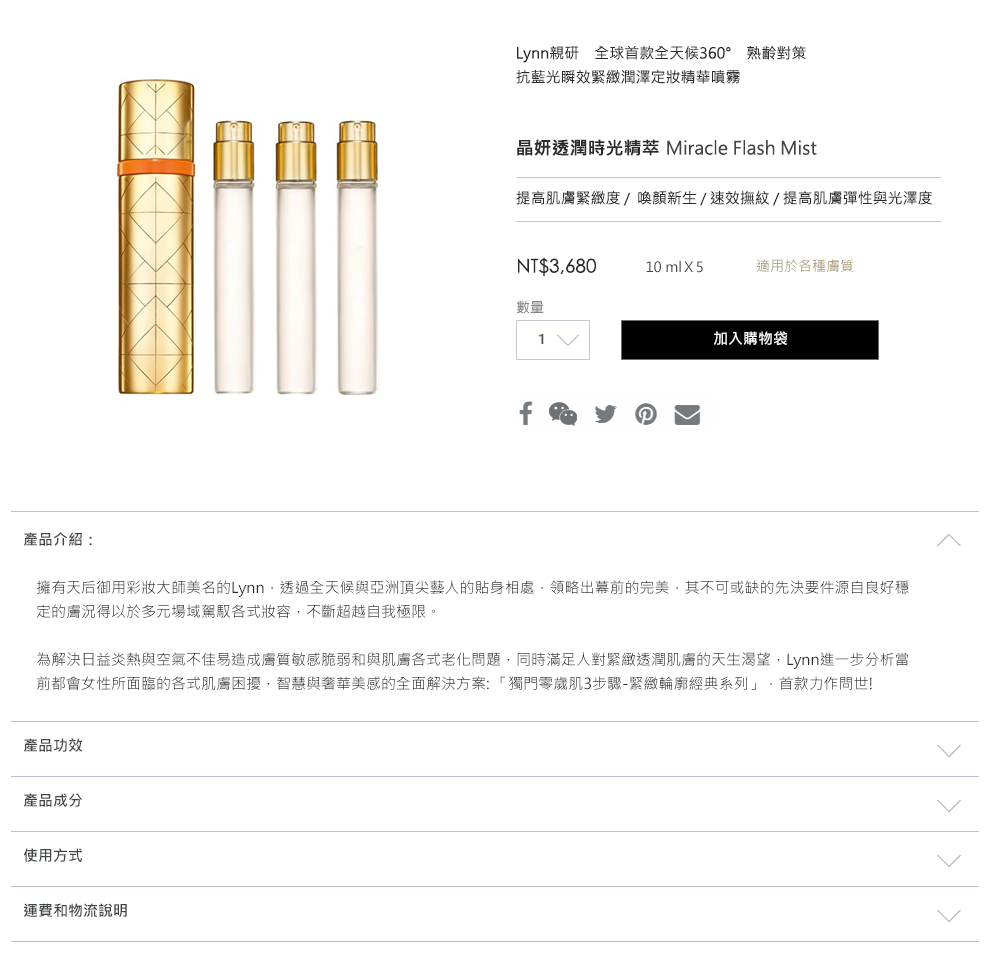 Lynn親研　全球首款全天候360°　熟齡對策
抗藍光瞬效緊緻潤澤定妝精華噴霧
晶妍透潤時光精萃 Miracle Flash Mist
提高肌膚緊緻度 / 喚顏新生 / 速效撫紋 / 提高肌膚彈性與光澤度
NT$3,680 10 ml X 5 適用於各種膚質
數量
1 加入購物袋
產品介紹：
擁有天后御用彩妝大師美名的Lynn，透過全天候與亞洲頂尖藝人的貼身相處，領略出幕前的完美，其不可或缺的先決要件源自良好穩
定的膚況得以於多元場域駕馭各式妝容，不斷超越自我極限。
為解決日益炎熱與空氣不佳易造成膚質敏感脆弱和與肌膚各式老化問題，同時滿足人對緊緻透潤肌膚的天生渴望，Lynn進一步分析當
前都會女性所面臨的各式肌膚困擾，智慧與奢華美感的全面解決方案:「獨門零歲肌3步驟-緊緻輪廓經典系列」，首款力作問世!
產品功效
產品成分
使用方式
運費和物流說明